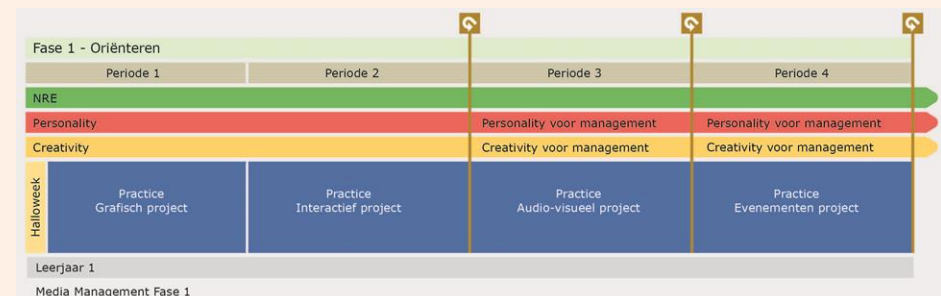 Fase 1 - Oriënteren
Periode 1 Periode 2 Periode 3 Periode 4
NRE
Personality Personality voor management Personality voor management
Creativity Creativity voor management Creativity voor management
Halloweek
Practice
Grafisch project
Practice
Interactief project
Practice
Audio-visueel project
Practice
Evenementen project
Leerjaar 1
Media Management Fase 1